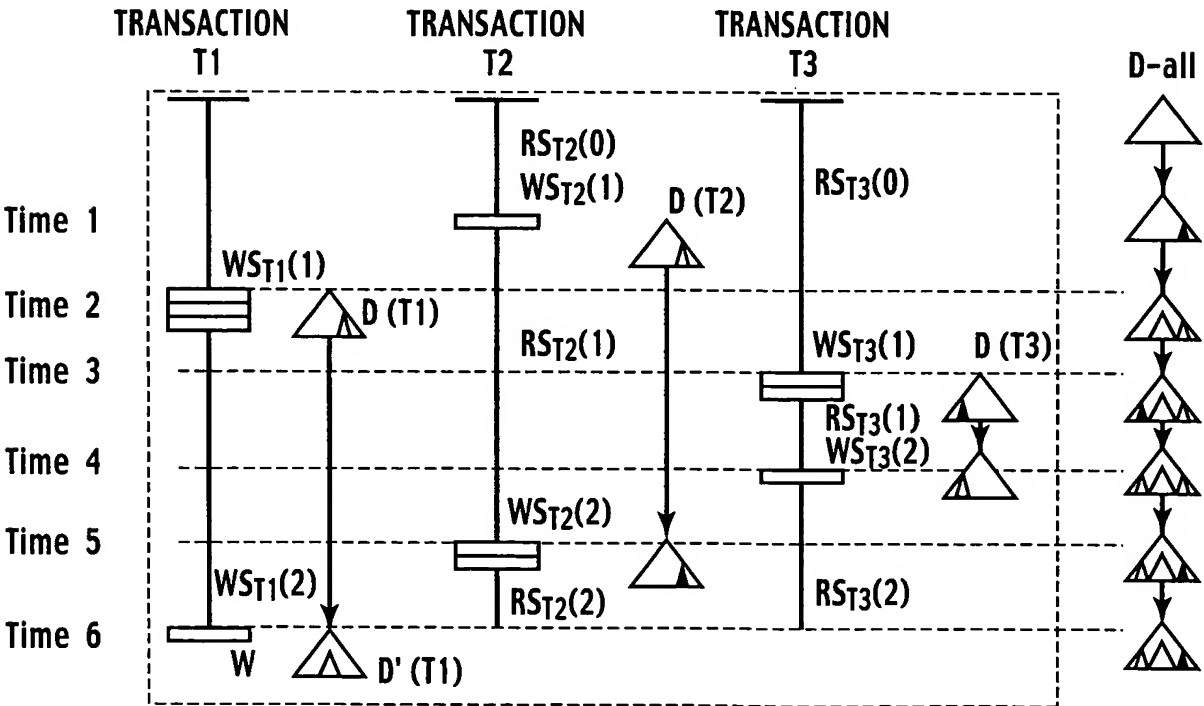 TRANSACTION TRANSACTION TRANSACTION
T1 T2 T3 D-all
RST2(0)
WST2(1) RST3(0)
Time 1 D (T2)
WST1(1)
Time 2 D (T1)
RST2(1) WST3(1) D (T3)
Time 3
RST3(1)
Time 4 WST3(2)
WST2(2)
Time 5
WST1(2) RST2(2) RST3(2)
Time 6
W D' (T1)